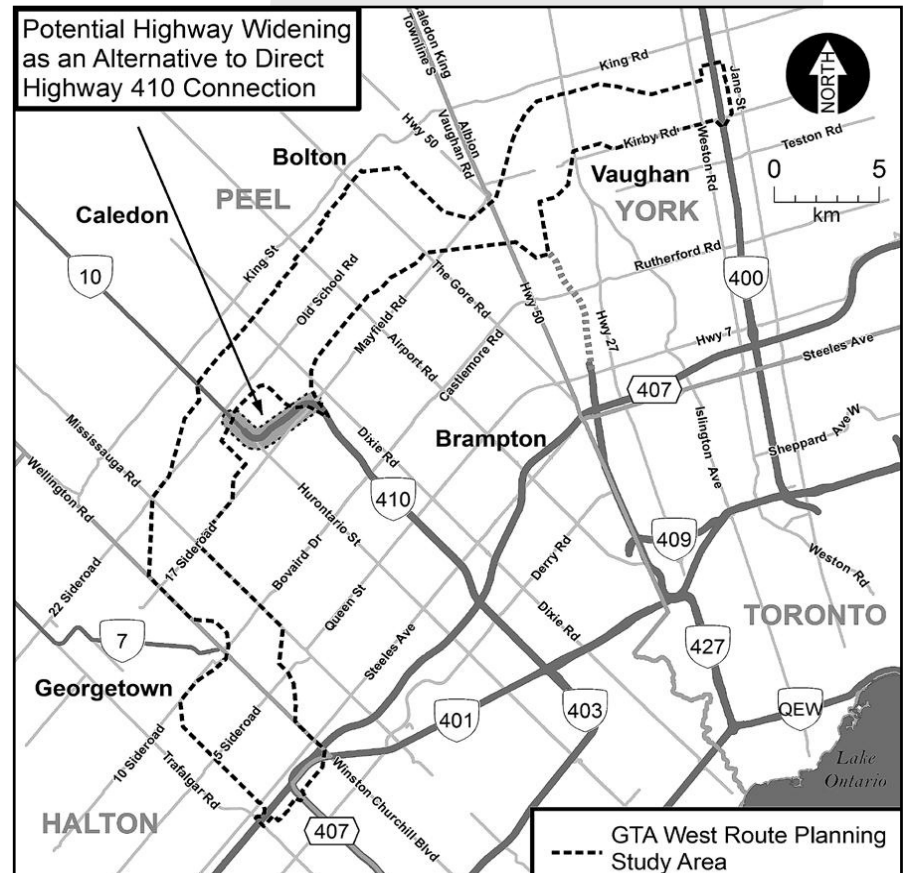 Potential Highway Widening
as an Alternative to Direct
Highway 410 Connection
Caledon King
Townline S
King Rd
Jane St
NORTH
Hwy 50
Albion
Vaughan Rd
Kirby Rd
Weston Rd
Teston Rd
0 5
km
Bolton
PEEL
Vaughan
YORK
Caledon
King St
Old School Rd
The Gore Rd
Rutherford Rd
10
400
Mayfield Rd
Airport Rd
Castlemore Rd
Hwy 50
Hwy 27
Hwy 7
Steeles Ave
407
Mississauga Rd
Dixie Rd
Brampton
Islington Ave
Sheppard Ave W
Wellington Rd
410
Hurontario St
409
17 Sideroad
22 Sideroad
Bovaird Dr
Queen St
Derry Rd
Dixie Rd
Weston Rd
TORONTO
7
Steeles Ave
427
Georgetown
401
403
QEW
10 Sideroad
5 Sideroad
Trafalgar Rd
Winston Churchill Blvd
Lake
Ontario
HALTON
407
GTA West Route Planning
Study Area